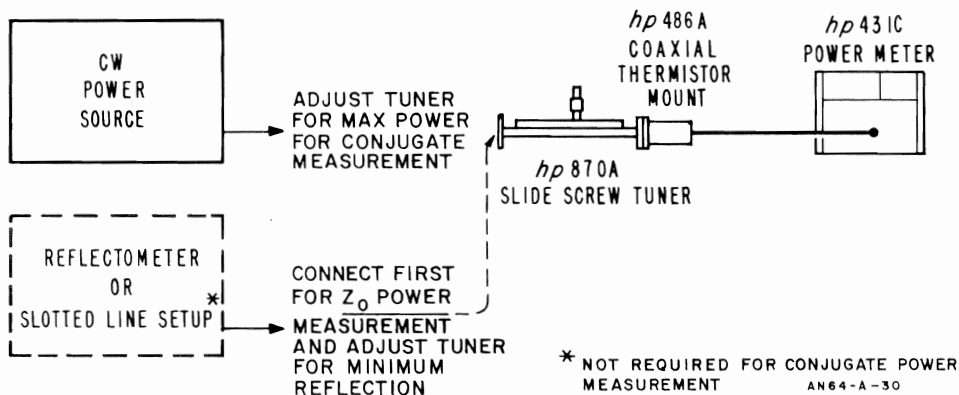 CW
POWER
SOURCE
ADJUST TUNER
FOR MAX POWER
FOR CONJUGATE
MEASUREMENT
hp 486A
COAXIAL
THERMISTOR
MOUNT
hp 431C
POWER METER
hp 870A
SLIDE SCREW TUNER
REFLECTOMETER
OR
SLOTTED LINE SETUP*
CONNECT FIRST
FOR Z₀ POWER
MEASUREMENT
AND ADJUST TUNER
FOR MINIMUM
REFLECTION
* NOT REQUIRED FOR CONJUGATE POWER
MEASUREMENT
AN64-A-30